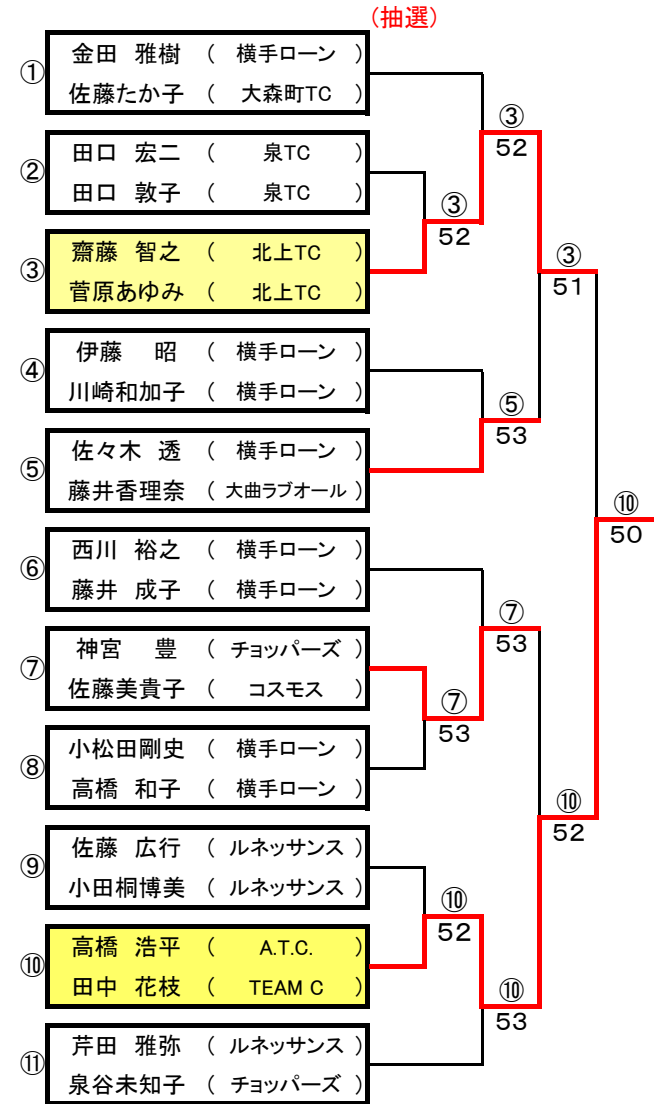 (抽選)
① 金田 雅樹 ( 横手ローン )
佐藤たか子 ( 大森町TC )
② 田口 宏二 ( 泉TC )
田口 敦子 ( 泉TC )
③ 齋藤 智之 ( 北上TC )
菅原あゆみ ( 北上TC )
④ 伊藤 昭 ( 横手ローン )
川崎和加子 ( 横手ローン )
⑤ 佐々木 透 ( 横手ローン )
藤井香理奈 ( 大曲ラブオール )
⑥ 西川 裕之 ( 横手ローン )
藤井 成子 ( 横手ローン )
⑦ 神宮 豊 ( チョッパーズ )
佐藤美貴子 ( コスモス )
⑧ 小松田剛史 ( 横手ローン )
高橋 和子 ( 横手ローン )
⑨ 佐藤 広行 ( ルネッサンス )
小田桐博美 ( ルネッサンス )
⑩ 高橋 浩平 ( A.T.C. )
田中 花枝 ( TEAM C )
⑪ 芹田 雅弥 ( ルネッサンス )
泉谷未知子 ( チョッパーズ )
③
52
⑦
53
⑩
52
③
52
⑤
53
⑦
53
⑩
53
③
51
⑩
52
⑩
50